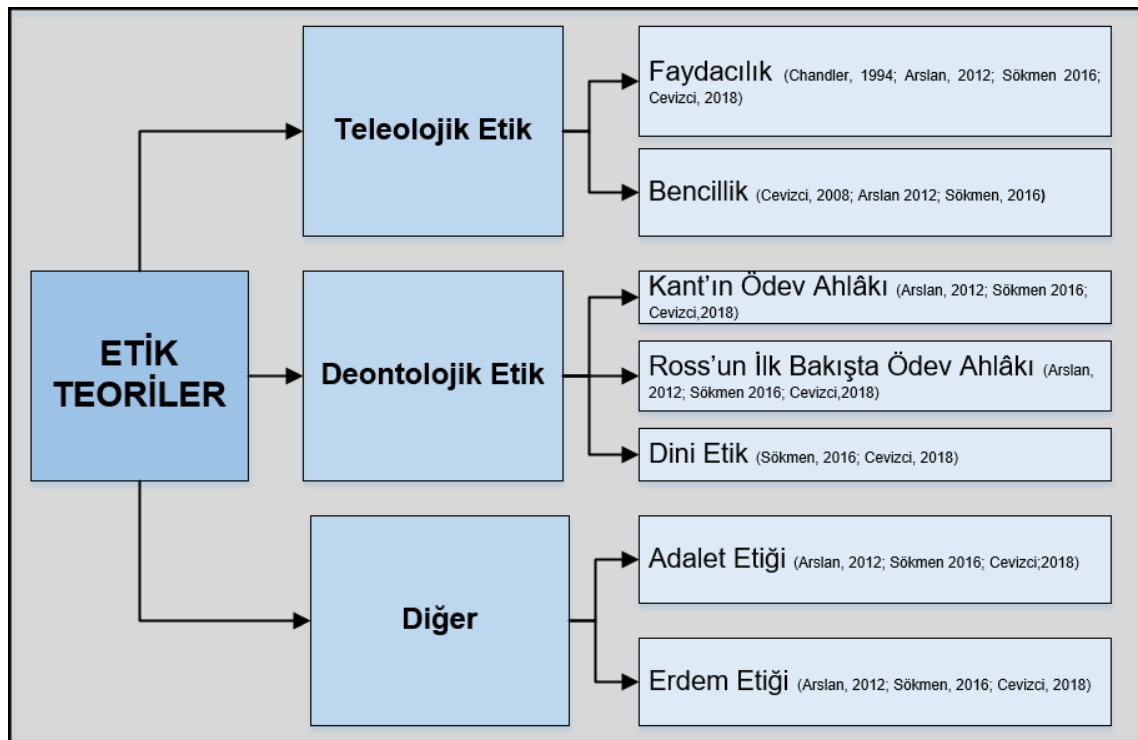 Faydacılık (Chandler, 1994; Arslan, 2012; Sökmen 2016;
Cevizci, 2018)
Teleolojik Etik
Bencillik (Cevizci, 2008; Arslan 2012; Sökmen, 2016)
ETİK
TEORİLER
Kant’ın Ödev Ahlâkı (Arslan, 2012; Sökmen 2016;
Cevizci,2018)
Deontolojik Etik
Ross’un İlk Bakışta Ödev Ahlâkı (Arslan,
2012; Sökmen 2016; Cevizci,2018)
Dini Etik (Sökmen, 2016; Cevizci, 2018)
Adalet Etiği (Arslan, 2012; Sökmen 2016; Cevizci;2018)
Diğer
Erdem Etiği (Arslan, 2012; Sökmen, 2016; Cevizci, 2018)